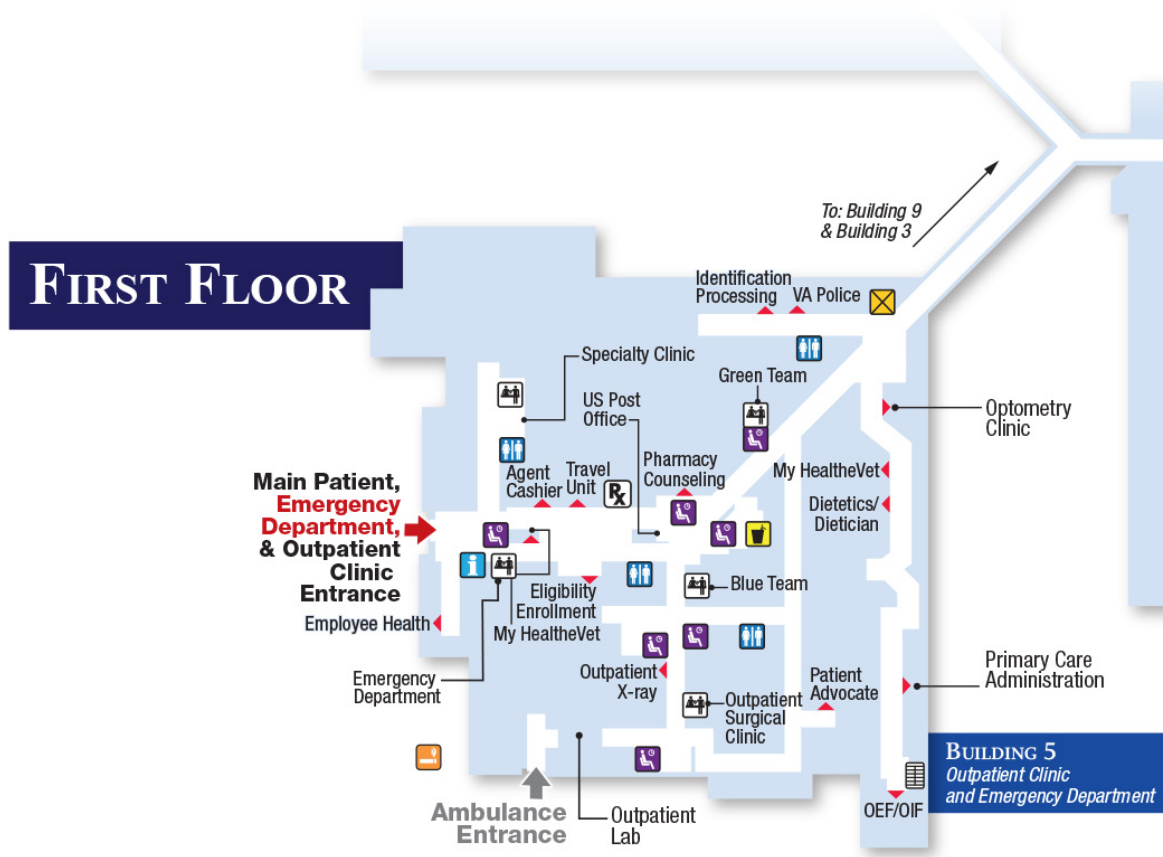 To: Building 9
& Building 3
FIRST FLOOR
Identification
Processing
VA Police
Specialty Clinic
Green Team
US Post
Office
Optometry
Clinic
Agent
Cashier
Travel
Unit
Pharmacy
Counseling
Rx
My HealtheVet
Dietetics/
Dietician
Main Patient,
Emergency
Department,
& Outpatient
Clinic
Entrance
i
Eligibility
Enrollment
Blue Team
Employee Health
My HealtheVet
Emergency
Department
Outpatient
X-ray
Outpatient
Surgical
Clinic
Patient
Advocate
Primary Care
Administration
BUILDING 5
Outpatient Clinic
and Emergency Department
OEF/OIF
Ambulance
Entrance
Outpatient
Lab